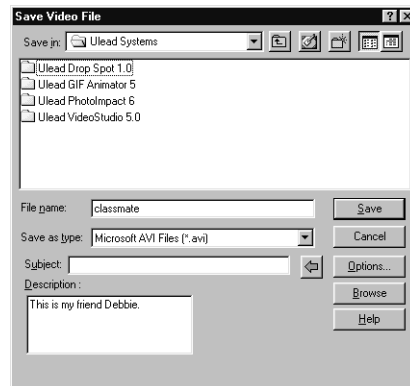 Save Video File
Save in: Ulead Systems
Ulead Drop Spot 1.0
Ulead GIF Animator 5
Ulead PhotoImpact 6
Ulead VideoStudio 5.0
File name: classmate Save
Save as type: Microsoft AVI Files (*.avi) Cancel
Subject: Options...
Description : Browse
This is my friend Debbie. Help